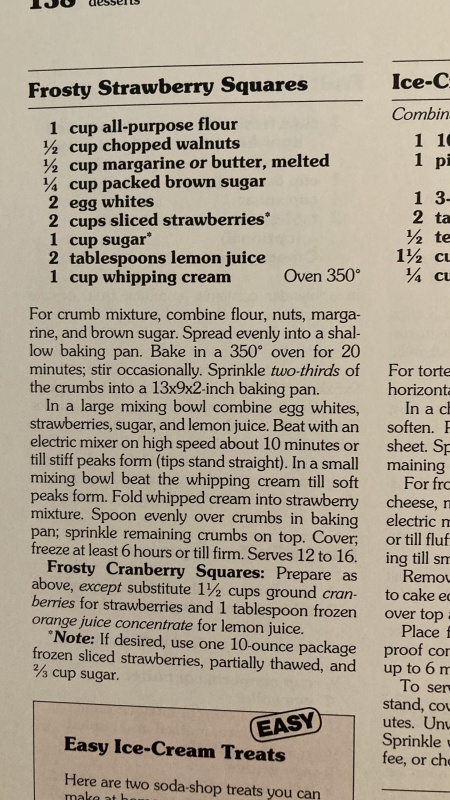 138 desserts
Frosty Strawberry Squares
1 cup all-purpose flour
½ cup chopped walnuts
½ cup margarine or butter, melted
¼ cup packed brown sugar
2 egg whites
2 cups sliced strawberries*
1 cup sugar*
2 tablespoons lemon juice
1 cup whipping cream Oven 350°
For crumb mixture, combine flour, nuts, marga-
rine, and brown sugar. Spread evenly into a shal-
low baking pan. Bake in a 350° oven for 20
minutes; stir occasionally. Sprinkle two-thirds of
the crumbs into a 13x9x2-inch baking pan.
In a large mixing bowl combine egg whites,
strawberries, sugar, and lemon juice. Beat with an
electric mixer on high speed about 10 minutes or
till stiff peaks form (tips stand straight). In a small
mixing bowl beat the whipping cream till soft
peaks form. Fold whipped cream into strawberry
mixture. Spoon evenly over crumbs in baking
pan; sprinkle remaining crumbs on top. Cover;
freeze at least 6 hours or till firm. Serves 12 to 16.
Frosty Cranberry Squares: Prepare as
above, except substitute 1½ cups ground cran-
berries for strawberries and 1 tablespoon frozen
orange juice concentrate for lemon juice.
*Note: If desired, use one 10-ounce package
frozen sliced strawberries, partially thawed, and
⅔ cup sugar.
EASY
Easy Ice-Cream Treats
Here are two soda-shop treats you can
make at home
Ice-C
Combin
1 10
1 pi
1 3-
2 ta
½ te
1½ cu
¼ cu
For torte
horizonta
In a ch
soften. P
sheet. Sp
maining
For fro
cheese, m
electric m
or till fluf
ing till sm
Remov
to cake ed
over top a
Place f
proof con
up to 6 m
To serv
stand, cov
utes. Unv
Sprinkle v
fee, or cho